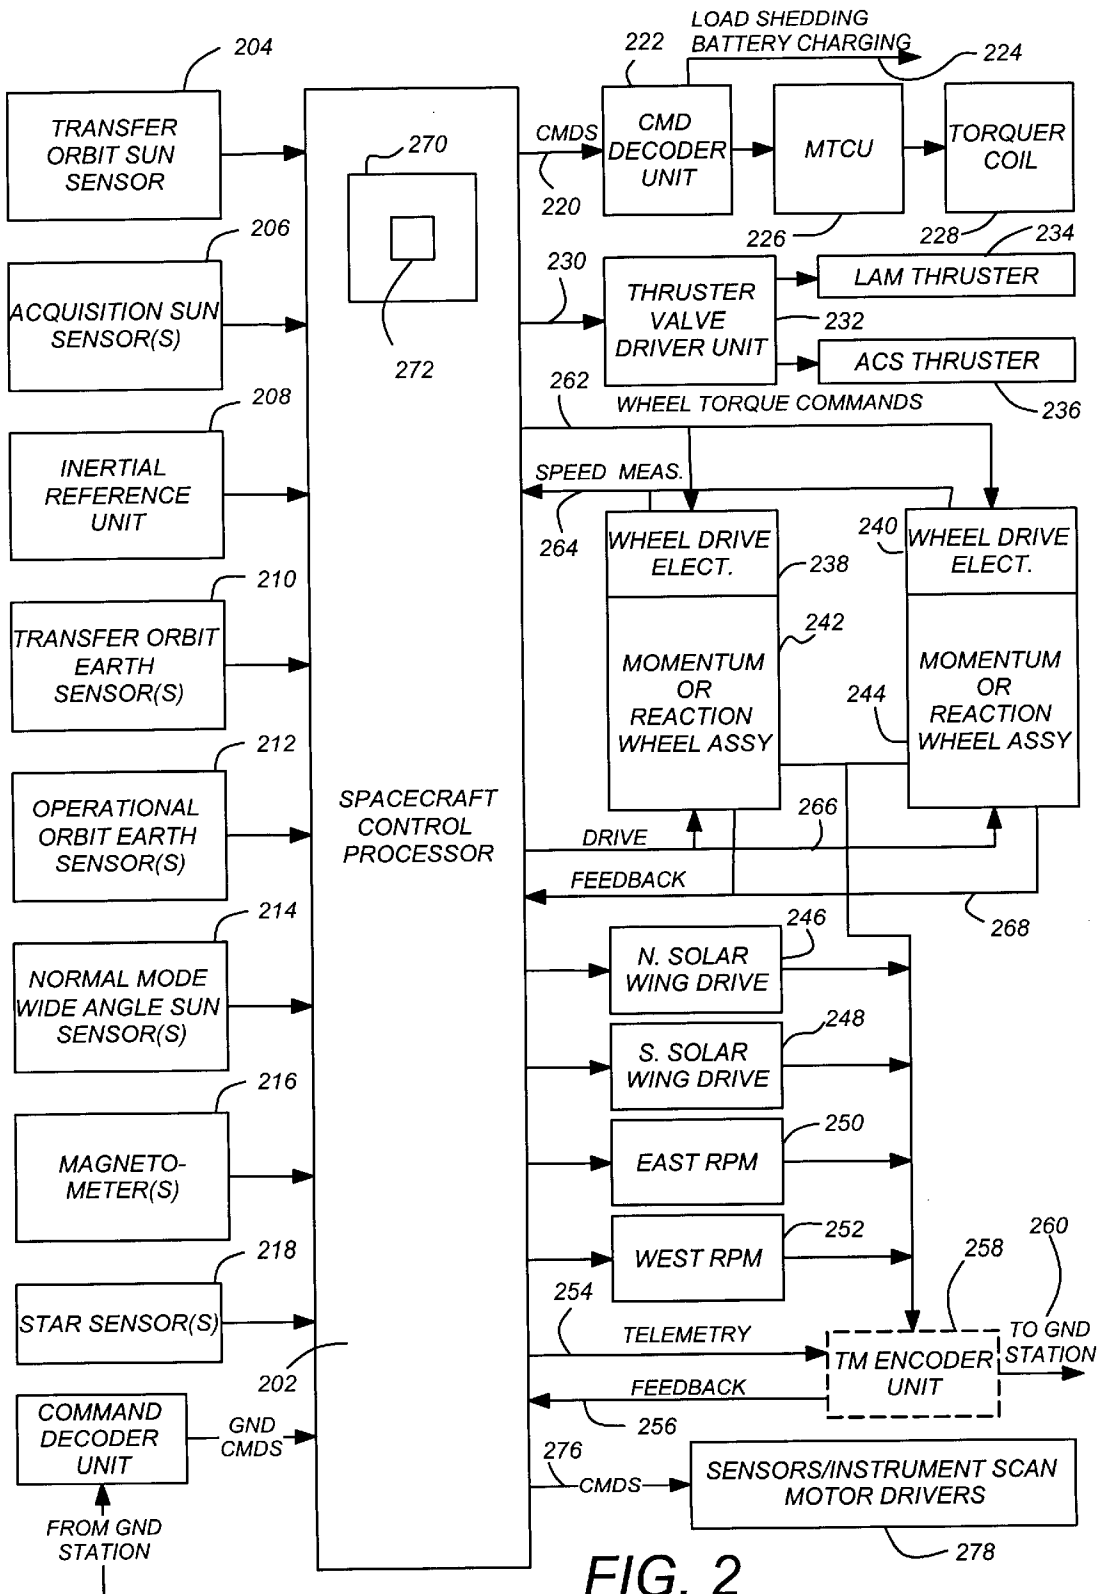 204
TRANSFER
ORBIT SUN
SENSOR
206
ACQUISITION SUN
SENSOR(S)
208
INERTIAL
REFERENCE
UNIT
210
TRANSFER ORBIT
EARTH
SENSOR(S)
212
OPERATIONAL
ORBIT EARTH
SENSOR(S)
214
NORMAL MODE
WIDE ANGLE SUN
SENSOR(S)
216
MAGNETO-
METER(S)
218
STAR SENSOR(S)
202
COMMAND
DECODER
UNIT
GND
CMDS
FROM GND
STATION
270
272
SPACECRAFT
CONTROL
PROCESSOR
LOAD SHEDDING
BATTERY CHARGING
222
224
CMDS
220
CMD
DECODER
UNIT
MTCU
226
TORQUER
COIL
228
230
THRUSTER
VALVE
DRIVER UNIT
232
234
LAM THRUSTER
ACS THRUSTER
236
262
WHEEL TORQUE COMMANDS
SPEED MEAS.
264
WHEEL DRIVE
ELECT.
238
240
WHEEL DRIVE
ELECT.
242
MOMENTUM
OR
REACTION
WHEEL ASSY
244
MOMENTUM
OR
REACTION
WHEEL ASSY
DRIVE
266
FEEDBACK
268
246
N. SOLAR
WING DRIVE
248
S. SOLAR
WING DRIVE
250
EAST RPM
252
WEST RPM
254
TELEMETRY
258
260
TM ENCODER
UNIT
TO GND
STATION
FEEDBACK
256
276
CMDS
SENSORS/INSTRUMENT SCAN
MOTOR DRIVERS
278
FIG. 2